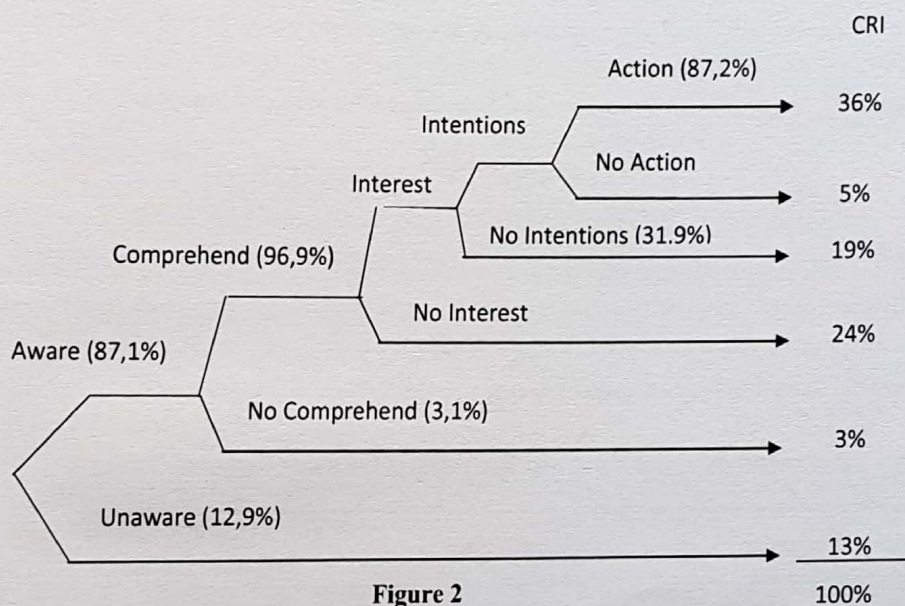 CRI
Action (87,2%)
36%
Intentions
No Action
5%
Interest
No Intentions (31.9%)
19%
Comprehend (96,9%)
No Interest
24%
Aware (87,1%)
No Comprehend (3,1%)
3%
Unaware (12,9%)
13%
Figure 2
100%